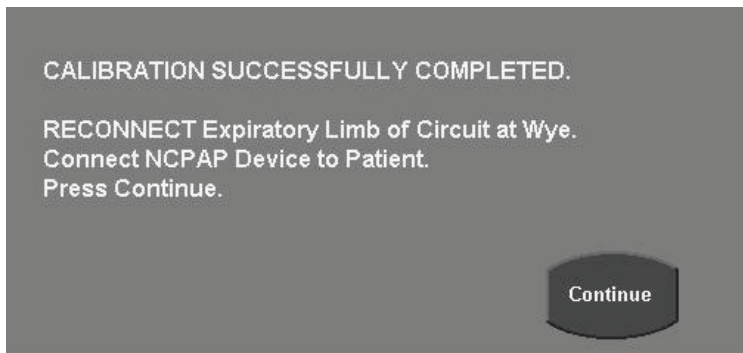 CALIBRATION SUCCESSFULLY COMPLETED.
RECONNECT Expiratory Limb of Circuit at Wye.
Connect NCPAP Device to Patient.
Press Continue.
Continue